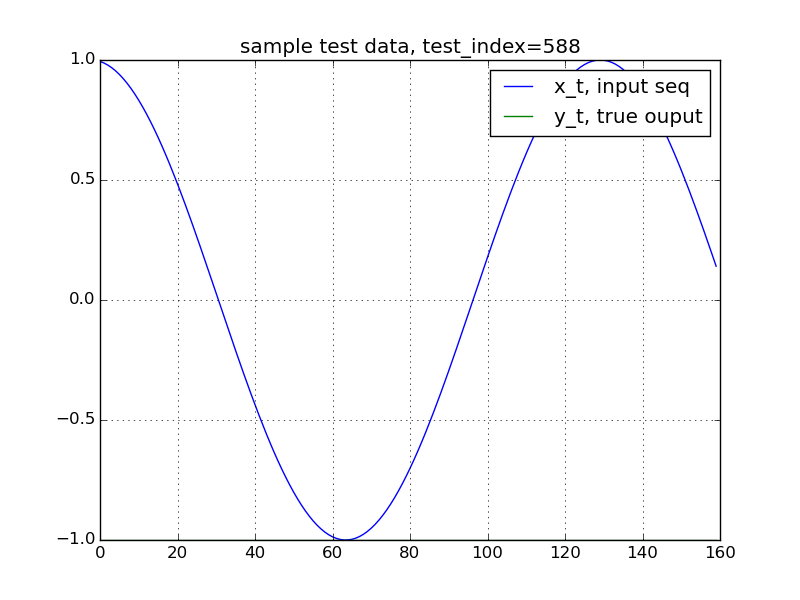 sample test data, test_index=588
x_t, input seq
y_t, true ouput
1.0
0.5
0.0
−0.5
−1.0
0 20 40 60 80 100 120 140 160